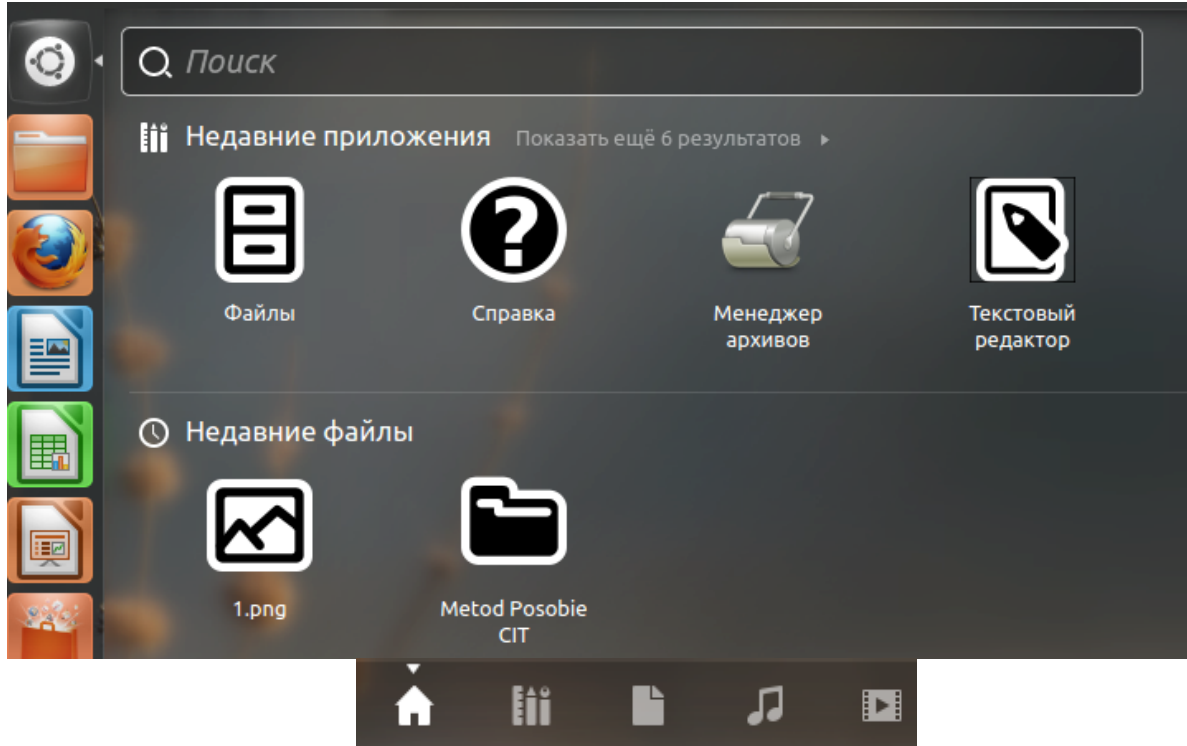 Поиск
Недавние приложения Показать ещё 6 результатов
Файлы Справка Менеджер Текстовый
архивов редактор
Недавние файлы
1.png Metod Posobie
CIT